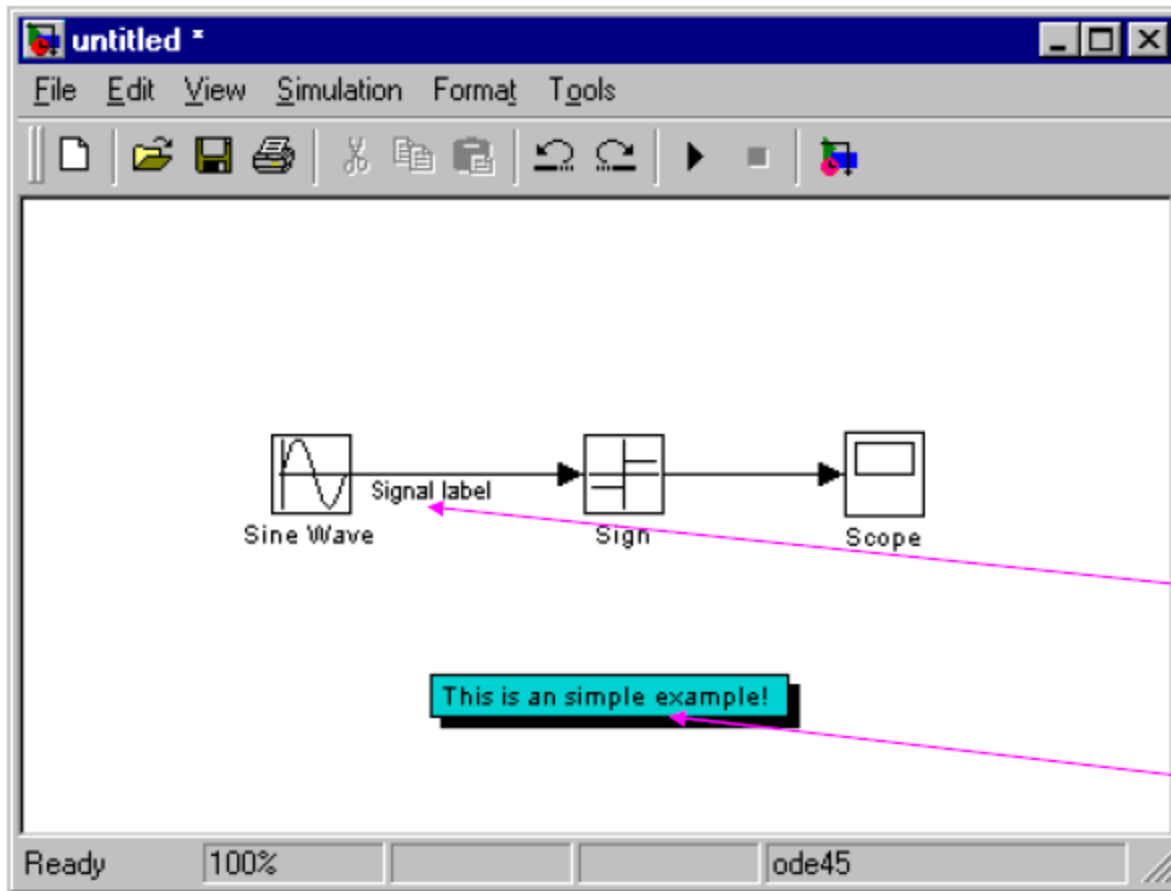 untitled *
File Edit View Simulation Format Tools
Signal label
Sine Wave Sign Scope
This is an simple example!
Ready 100% ode45